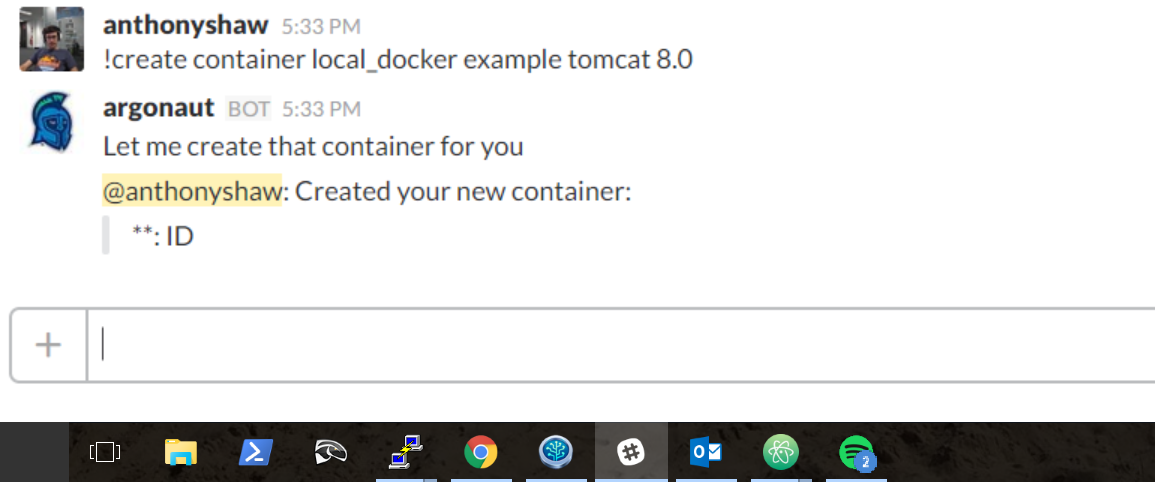 anthonyshaw 5:33 PM
!create container local_docker example tomcat 8.0
argonaut BOT 5:33 PM
Let me create that container for you
@anthonyshaw: Created your new container:
**: ID
+
2